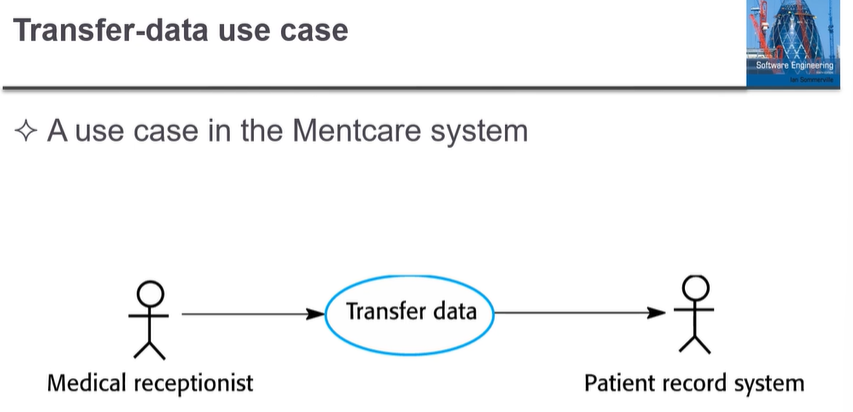 Transfer-data use case
Software Engineering
Ian Sommerville
✧ A use case in the Mentcare system
Transfer data
Medical receptionist
Patient record system